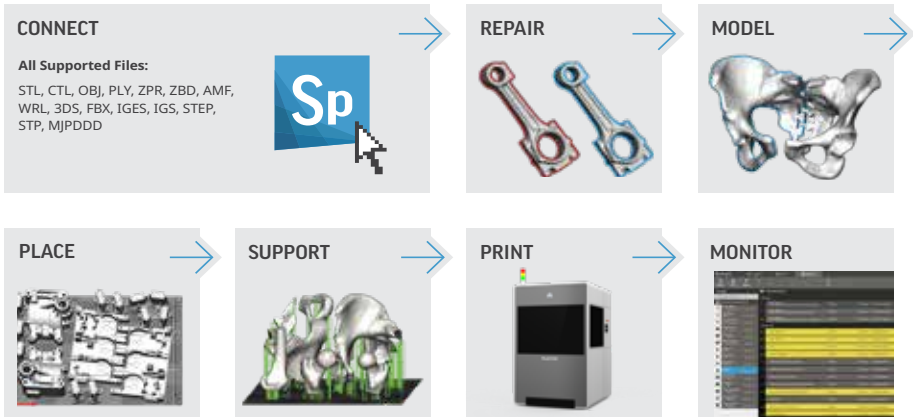 CONNECT
All Supported Files:
STL, CTL, OBJ, PLY, ZPR, ZBD, AMF,
WRL, 3DS, FBX, IGES, IGS, STEP,
STP, MJPDDD
Sp
REPAIR
MODEL
PLACE
SUPPORT
PRINT
MONITOR